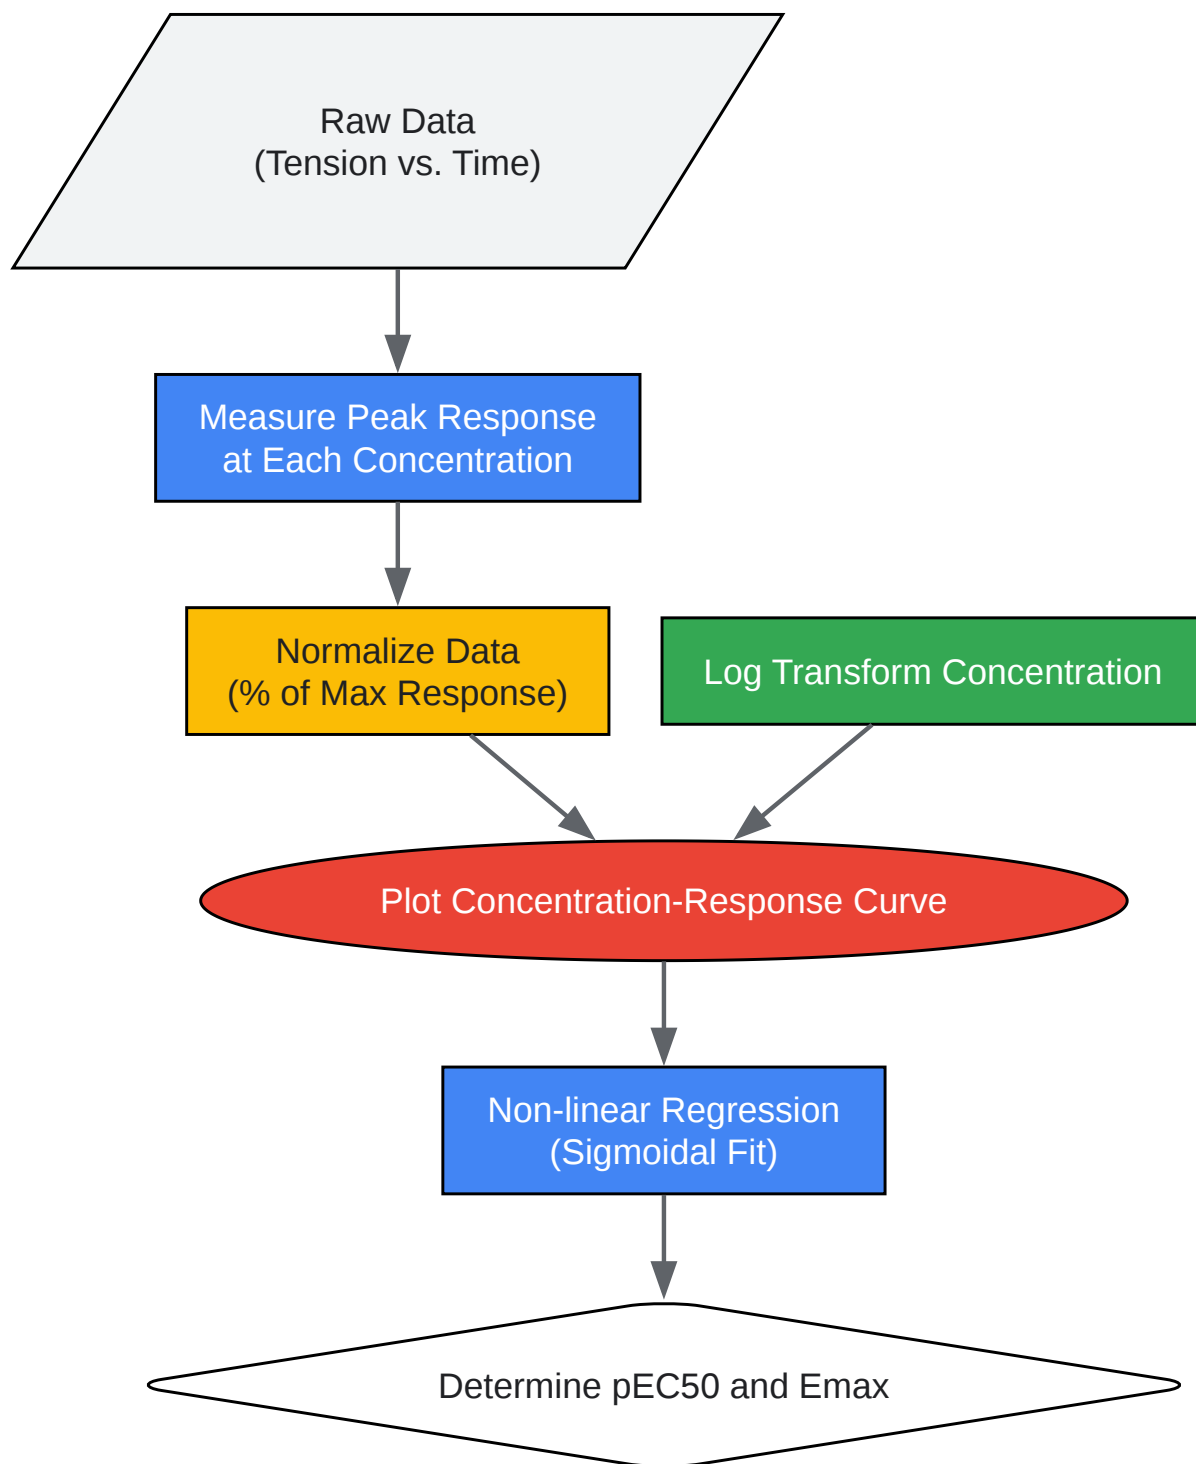 Raw Data
(Tension vs. Time)
Measure Peak Response
at Each Concentration
Normalize Data
(% of Max Response)
Log Transform Concentration
Plot Concentration-Response Curve
Non-linear Regression
(Sigmoidal Fit)
Determine pEC50 and Emax